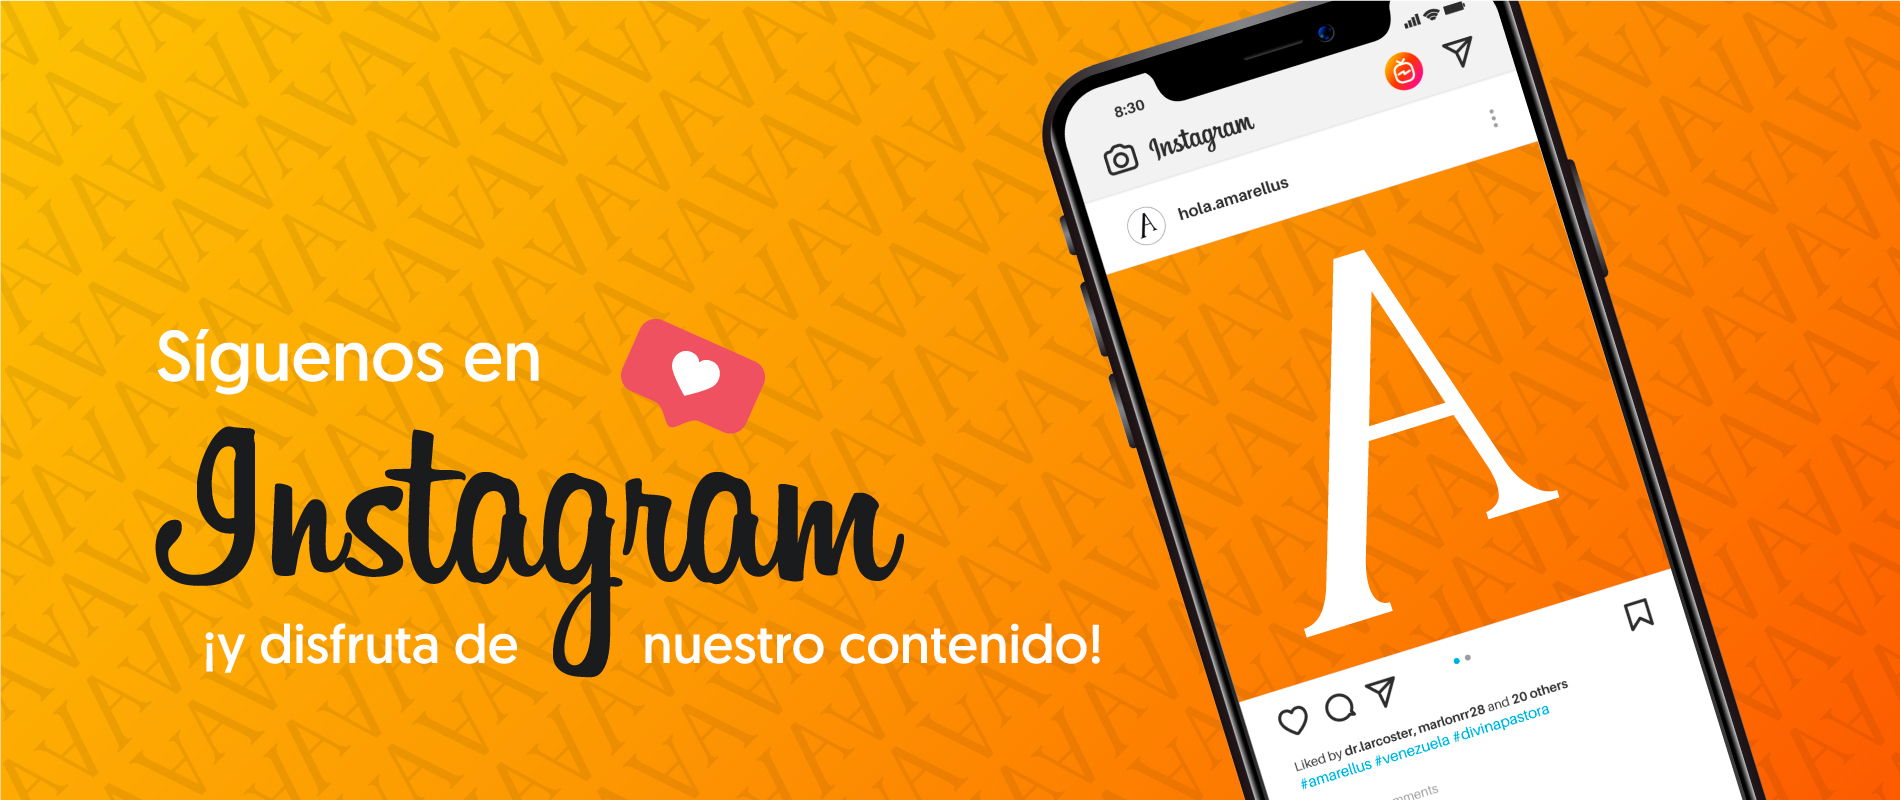 Síguenos en
Instagram
¡y disfruta de nuestro contenido!
8:30
Instagram
A
hola.amarellus
A
Liked by dr.larcoster, marlonrr28 and 20 others
#amarellus #venezuela #divinapastora